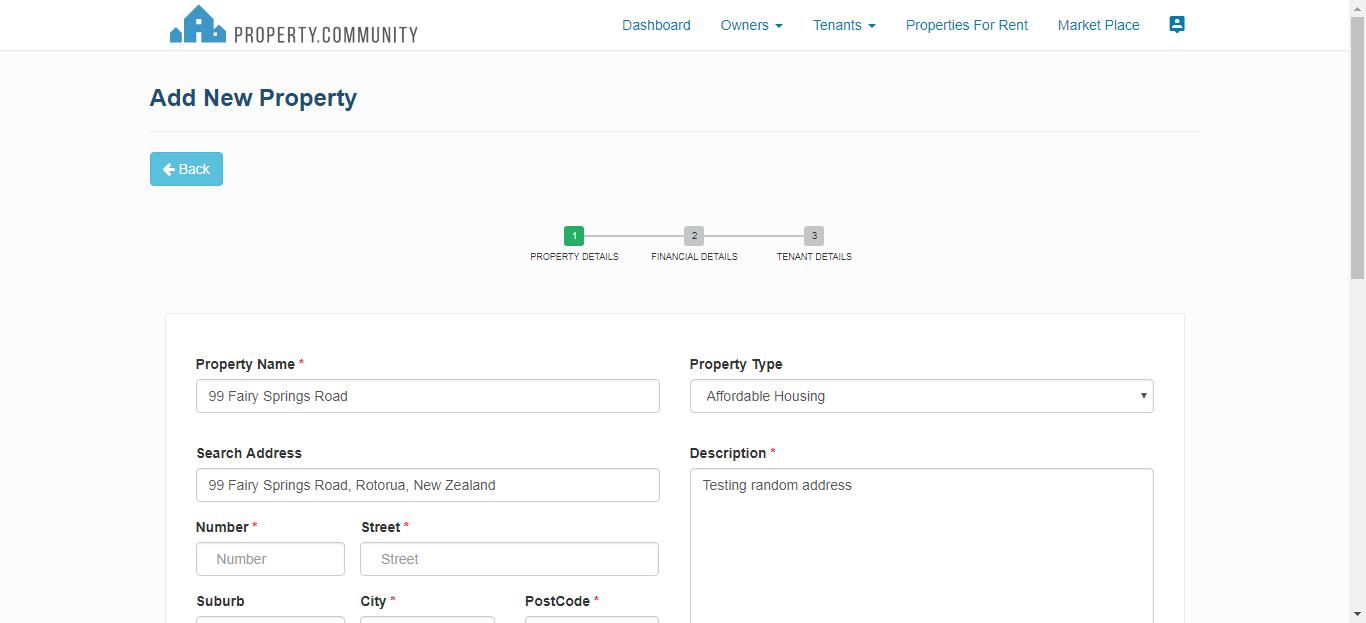 PROPERTY.COMMUNITY
Dashboard Owners Tenants Properties For Rent Market Place
Add New Property
Back
1 2 3
PROPERTY DETAILS FINANCIAL DETAILS TENANT DETAILS
Property Name * Property Type
99 Fairy Springs Road Affordable Housing
Search Address Description *
99 Fairy Springs Road, Rotorua, New Zealand Testing random address
Number * Street *
Number Street
Suburb City * PostCode *